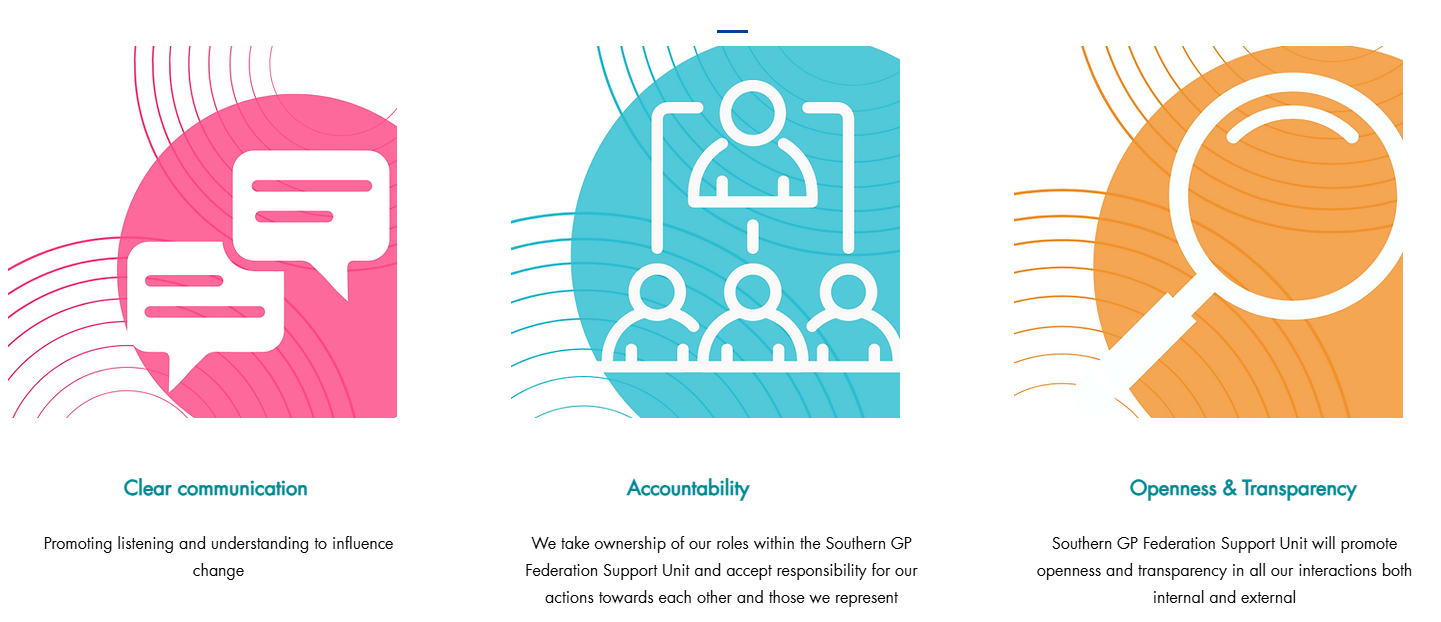 Clear communication
Promoting listening and understanding to influence
change
Accountability
We take ownership of our roles within the Southern GP
Federation Support Unit and accept responsibility for our
actions towards each other and those we represent
Openness & Transparency
Southern GP Federation Support Unit will promote
openness and transparency in all our interactions both
internal and external